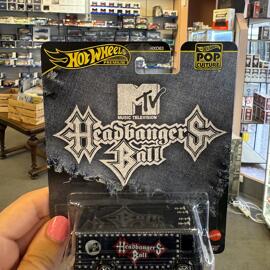 Hot Wheels
PREMIUM
POP
CULTURE
MTV
MUSIC TELEVISION
Headbangers
Ball
Headbangers
Ball